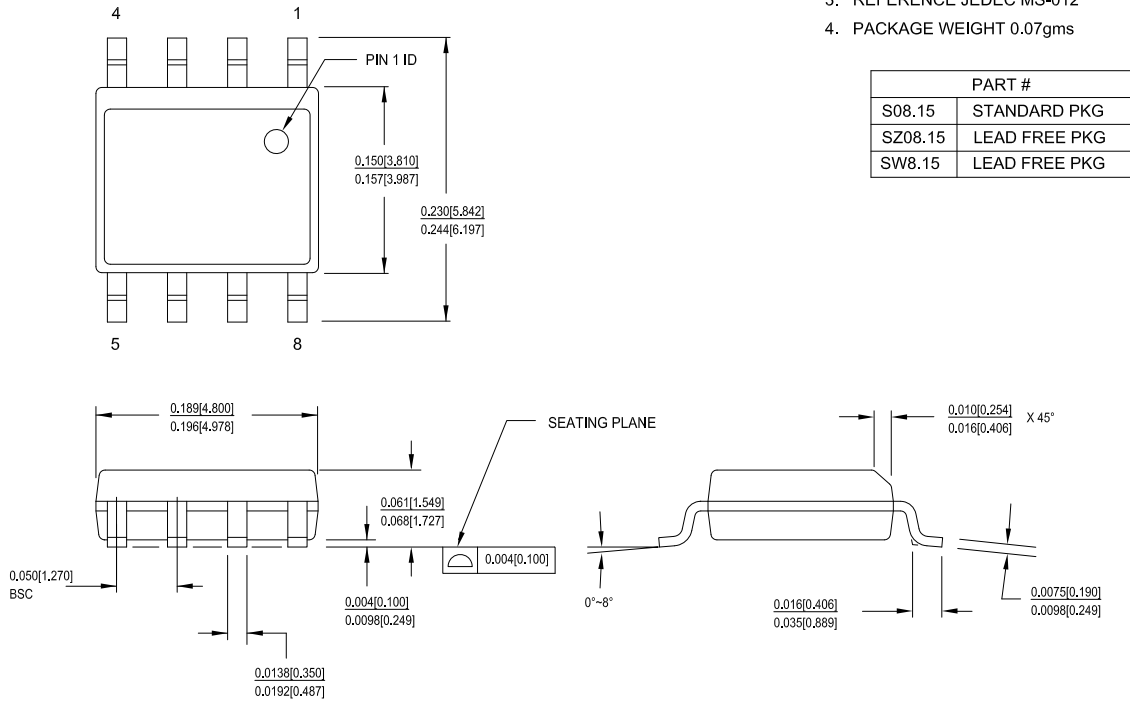 3. REFERENCE JEDEC MS-012
4. PACKAGE WEIGHT 0.07gms
PART #
S08.15 STANDARD PKG
SZ08.15 LEAD FREE PKG
SW8.15 LEAD FREE PKG
4 1
PIN 1 ID
0.150[3.810]
0.157[3.987]
0.230[5.842]
0.244[6.197]
5 8
0.189[4.800]
0.196[4.978]
SEATING PLANE
0.010[0.254]
0.016[0.406]
X 45°
0.061[1.549]
0.068[1.727]
0.004[0.100]
0.050[1.270]
BSC
0.004[0.100]
0.0098[0.249]
0°~8°
0.016[0.406]
0.035[0.889]
0.0075[0.190]
0.0098[0.249]
0.0138[0.350]
0.0192[0.487]